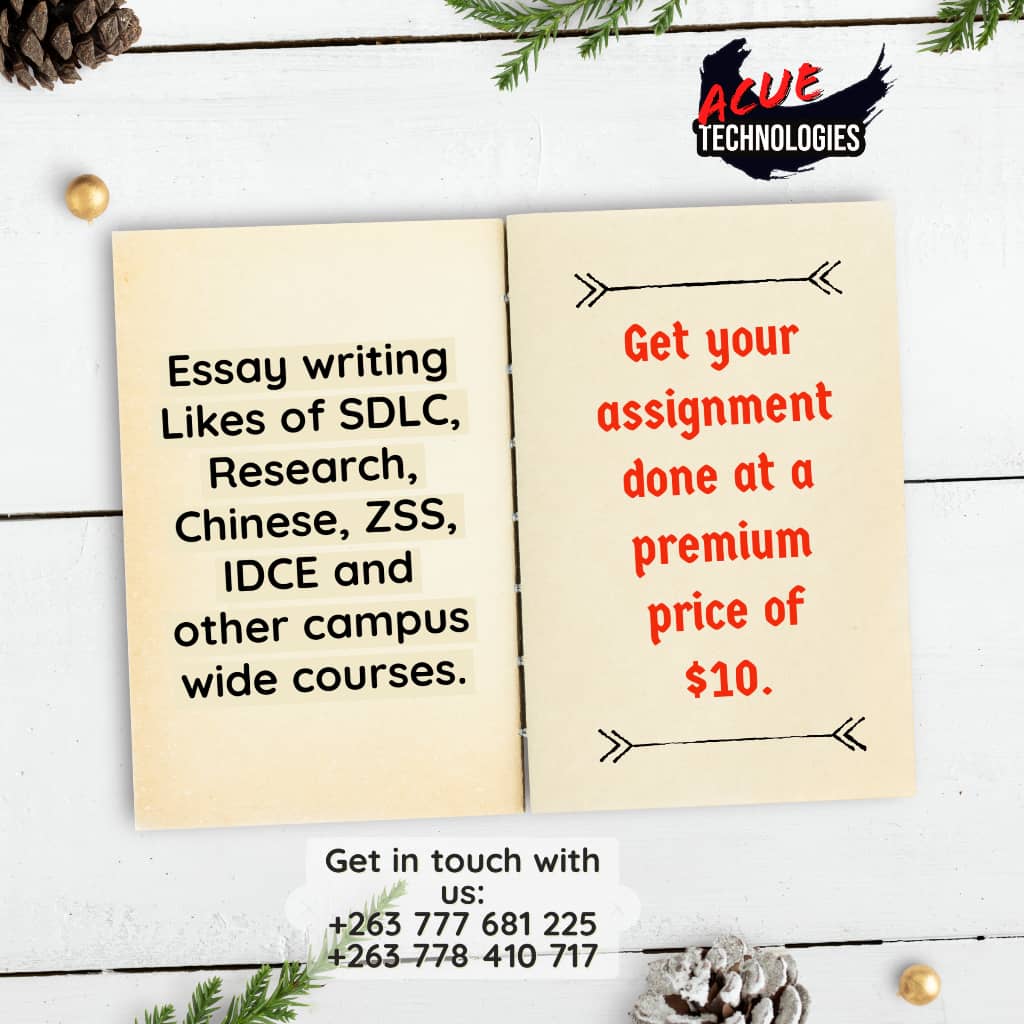 ACUE
TECHNOLOGIES
Essay writing
Likes of SDLC,
Research,
Chinese, ZSS,
IDCE and
other campus
wide courses.
Get your
assignment
done at a
premium
price of
$10.
Get in touch with
us:
+263 777 681 225
+263 778 410 717